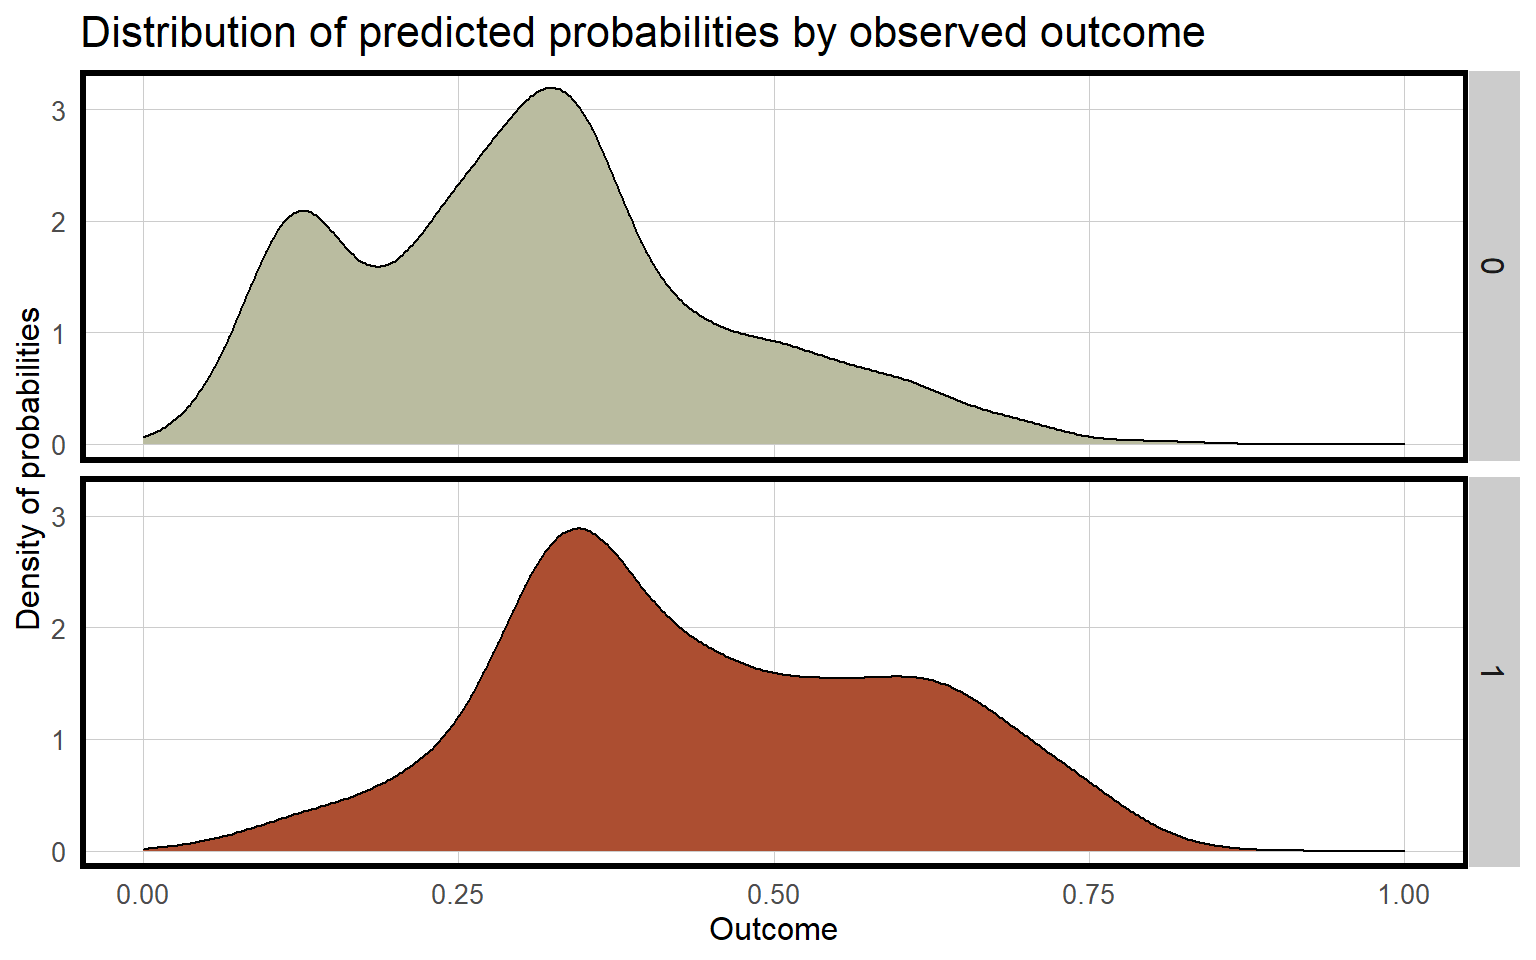 Distribution of predicted probabilities by observed outcome
Density of probabilities
3
2
1
0
0
3
2
1
0
1
0.00 0.25 0.50 0.75 1.00
Outcome